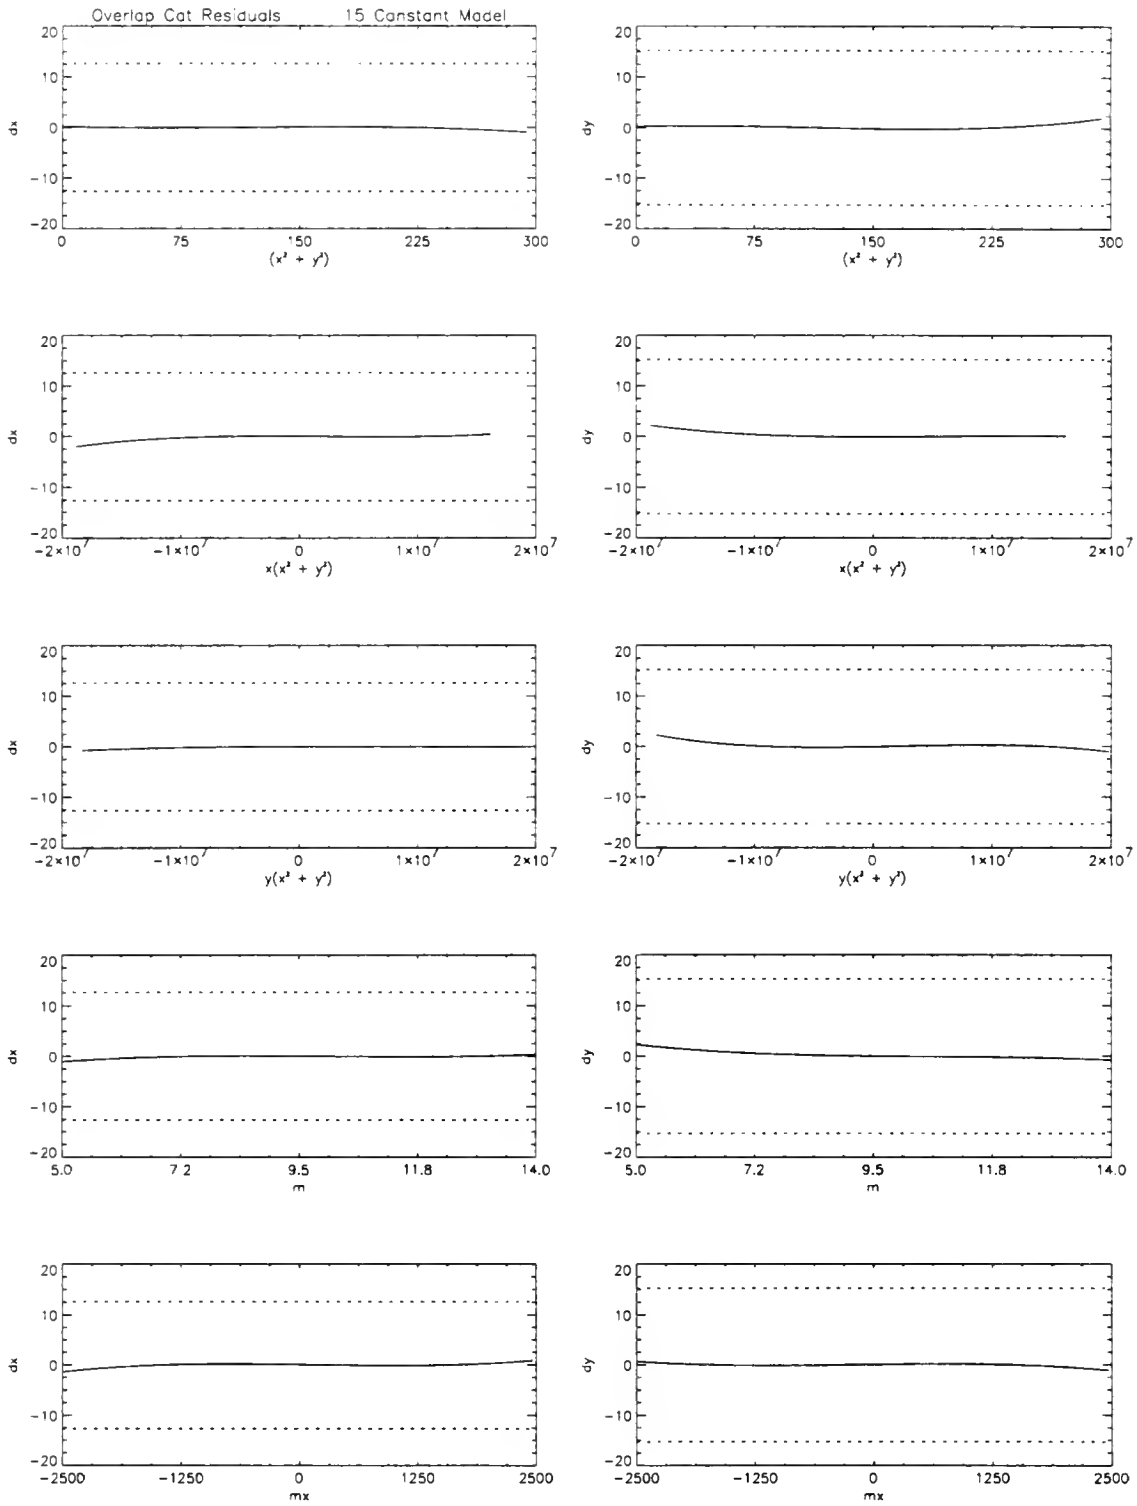 Overlap Cat Residuals 15 Constant Model
20
10
0
-10
-20
dx
0 75 150 225 300
(x² + y²)
20
10
0
-10
-20
dy
0 75 150 225 300
(x² + y²)
20
10
0
-10
-20
dx
-2×10⁷ -1×10⁷ 0 1×10⁷ 2×10⁷
x(x² + y²)
20
10
0
-10
-20
dy
-2×10⁷ -1×10⁷ 0 1×10⁷ 2×10⁷
x(x² + y²)
20
10
0
-10
-20
dx
-2×10⁷ -1×10⁷ 0 1×10⁷ 2×10⁷
y(x² + y²)
20
10
0
-10
-20
dy
-2×10⁷ -1×10⁷ 0 1×10⁷ 2×10⁷
y(x² + y²)
20
10
0
-10
-20
dx
5.0 7.2 9.5 11.8 14.0
m
20
10
0
-10
-20
dy
5.0 7.2 9.5 11.8 14.0
m
20
10
0
-10
-20
dx
-2500 -1250 0 1250 2500
mx
20
10
0
-10
-20
dy
-2500 -1250 0 1250 2500
mx